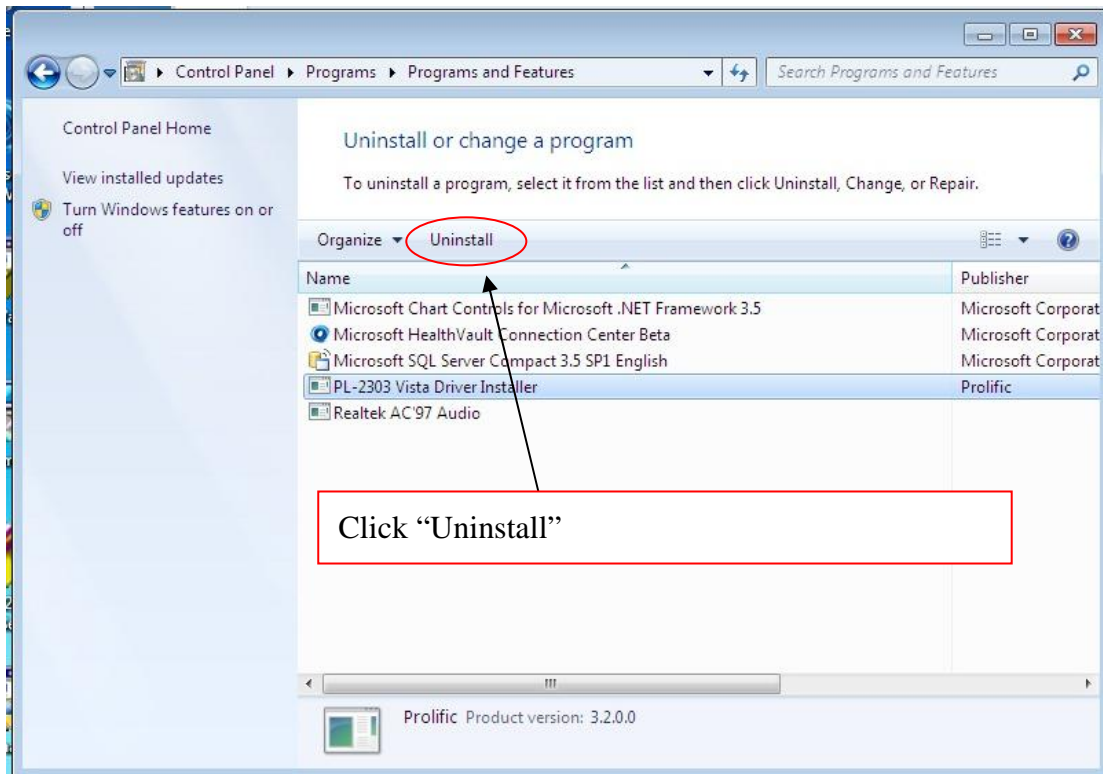 Control Panel ▸ Programs ▸ Programs and Features
Search Programs and Features
Control Panel Home
View installed updates
Turn Windows features on or
off
Uninstall or change a program
To uninstall a program, select it from the list and then click Uninstall, Change, or Repair.
Organize Uninstall
Name Publisher
Microsoft Chart Controls for Microsoft .NET Framework 3.5 Microsoft Corporat
Microsoft HealthVault Connection Center Beta Microsoft Corporat
Microsoft SQL Server Compact 3.5 SP1 English Microsoft Corporat
PL-2303 Vista Driver Installer Prolific
Realtek AC'97 Audio
Click “Uninstall”
Prolific Product version: 3.2.0.0